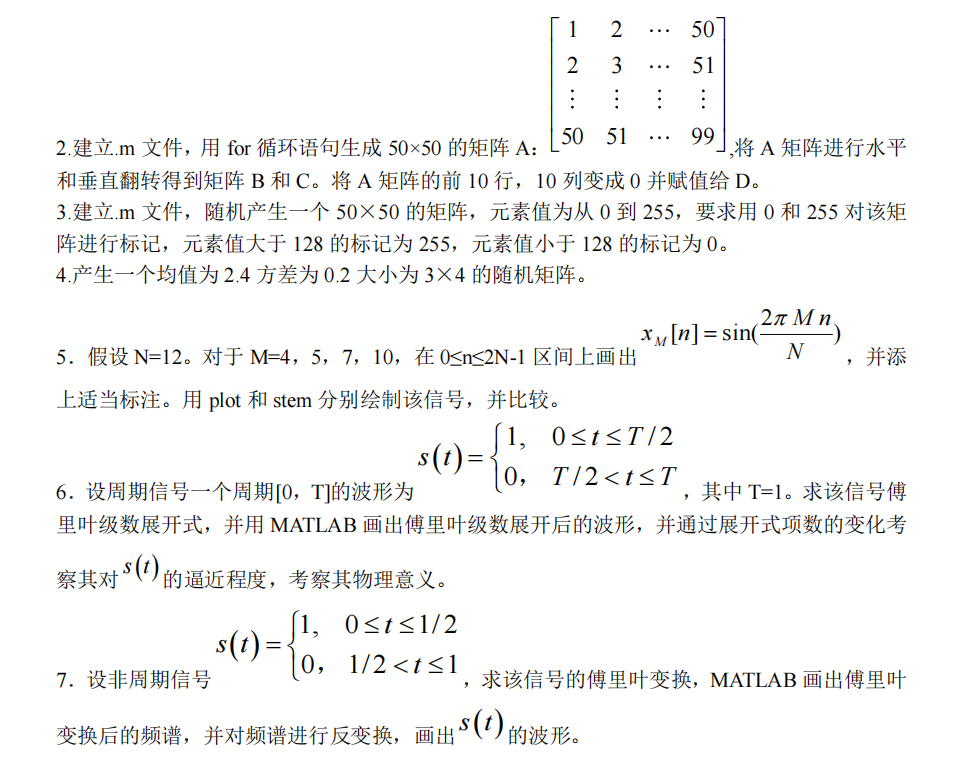 1 2 ⋯ 50
2 3 ⋯ 51
⋮ ⋮ ⋮ ⋮
50 51 ⋯ 99
2.建立.m 文件，用 for 循环语句生成 50×50 的矩阵 A： ,将 A 矩阵进行水平
和垂直翻转得到矩阵 B 和 C。将 A 矩阵的前 10 行，10 列变成 0 并赋值给 D。
3.建立.m 文件，随机产生一个 50×50 的矩阵，元素值为从 0 到 255，要求用 0 和 255 对该矩
阵进行标记，元素值大于 128 的标记为 255，元素值小于 128 的标记为 0。
4.产生一个均值为 2.4 方差为 0.2 大小为 3×4 的随机矩阵。
5．假设 N=12。对于 M=4，5，7，10，在 0≤n≤2N-1 区间上画出 x_M[n] = sin(2π M n / N) ，并添
上适当标注。用 plot 和 stem 分别绘制该信号，并比较。
6．设周期信号一个周期[0，T]的波形为 s(t) = { 1, 0 ≤ t ≤ T/2
0， T/2 < t ≤ T ，其中 T=1。求该信号傅
里叶级数展开式，并用 MATLAB 画出傅里叶级数展开后的波形，并通过展开式项数的变化考
察其对 s(t) 的逼近程度，考察其物理意义。
7．设非周期信号 s(t) = { 1, 0 ≤ t ≤ 1/2
0， 1/2 < t ≤ 1 ，求该信号的傅里叶变换，MATLAB 画出傅里叶
变换后的频谱，并对频谱进行反变换，画出 s(t) 的波形。